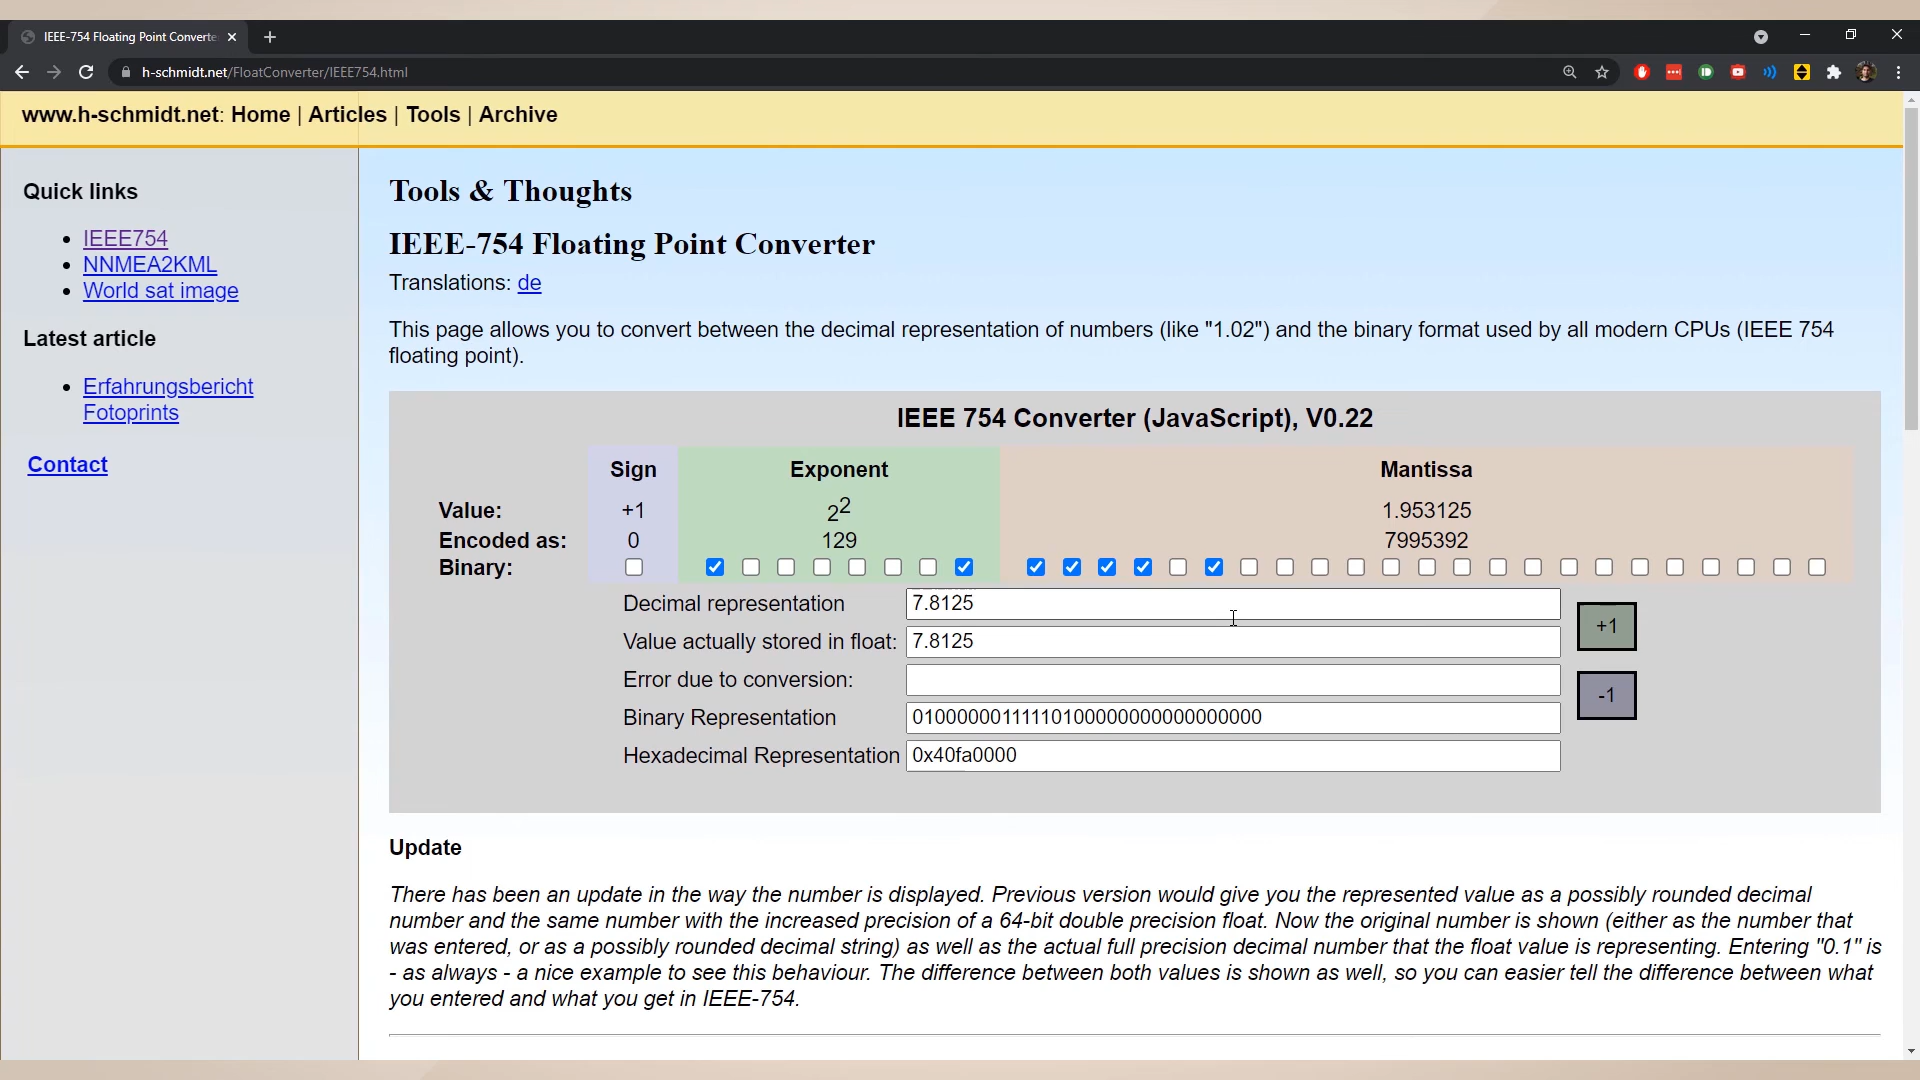 IEEE-754 Floating Point Converte
h-schmidt.net/FloatConverter/IEEE754.html
www.h-schmidt.net: Home | Articles | Tools | Archive
Quick links
IEEE754
NNMEA2KML
World sat image
Latest article
Erfahrungsbericht
Fotoprints
Contact
Tools & Thoughts
IEEE-754 Floating Point Converter
Translations: de
This page allows you to convert between the decimal representation of numbers (like "1.02") and the binary format used by all modern CPUs (IEEE 754
floating point).
IEEE 754 Converter (JavaScript), V0.22
Sign Exponent Mantissa
Value: +1 2² 1.953125
Encoded as: 0 129 7995392
Binary:
Decimal representation 7.8125
Value actually stored in float: 7.8125
Error due to conversion:
Binary Representation 01000000111110100000000000000000
Hexadecimal Representation 0x40fa0000
+1
-1
Update
There has been an update in the way the number is displayed. Previous version would give you the represented value as a possibly rounded decimal
number and the same number with the increased precision of a 64-bit double precision float. Now the original number is shown (either as the number that
was entered, or as a possibly rounded decimal string) as well as the actual full precision decimal number that the float value is representing. Entering "0.1" is
- as always - a nice example to see this behaviour. The difference between both values is shown as well, so you can easier tell the difference between what
you entered and what you get in IEEE-754.